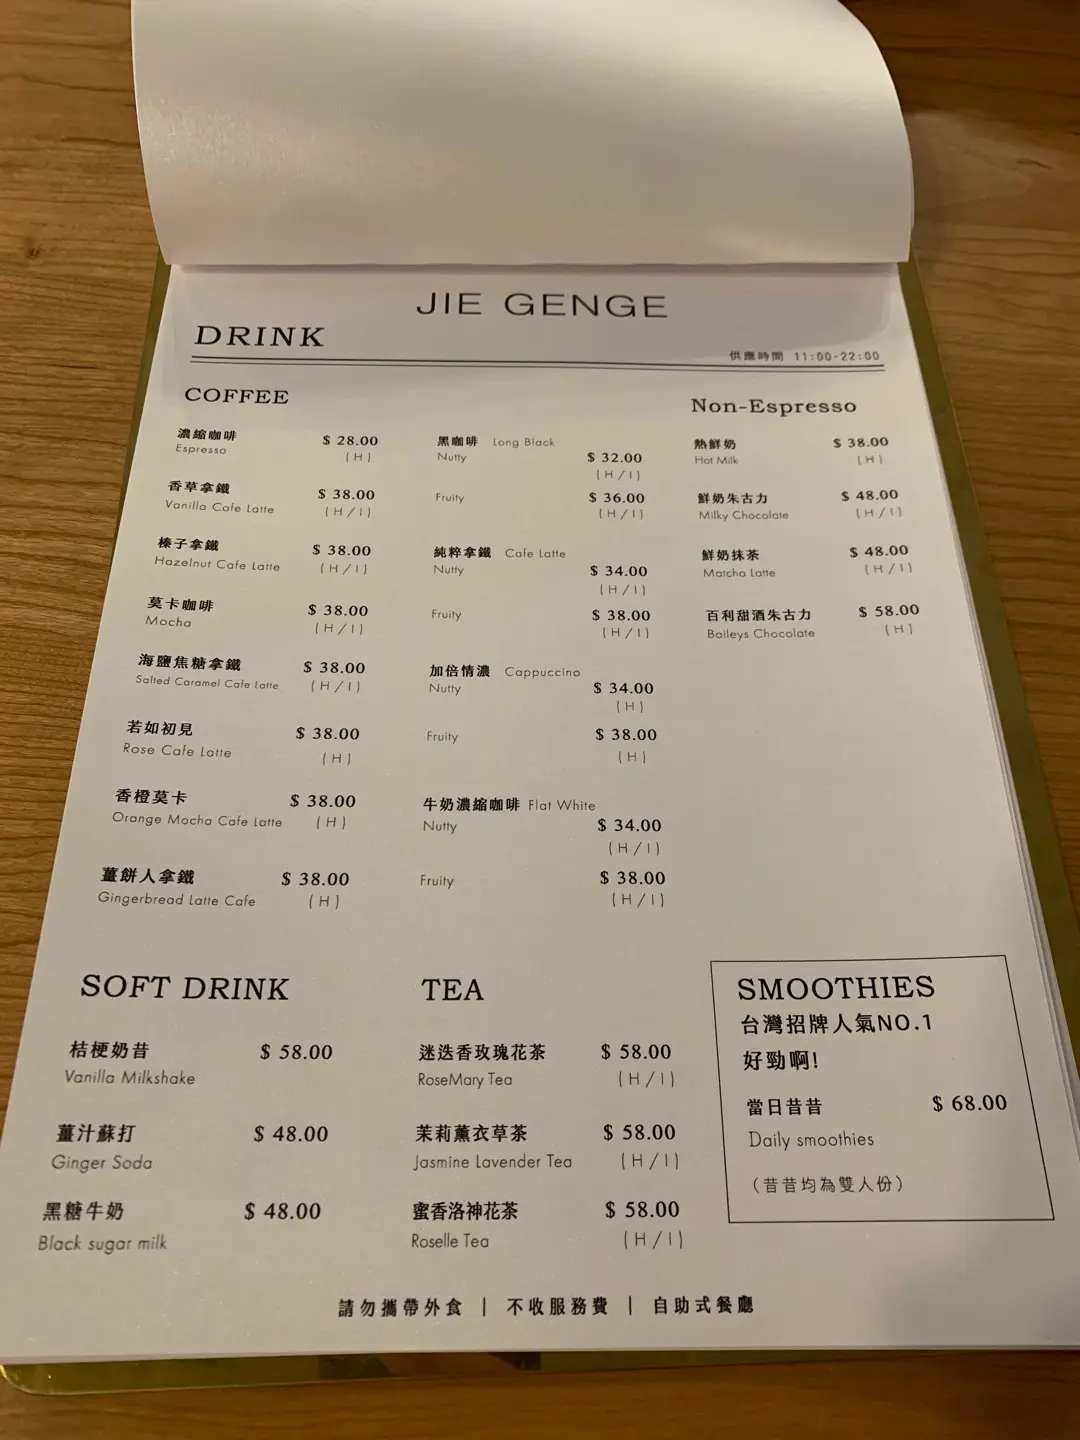 JIE GENGE
DRINK
供應時間 11:00-22:00
COFFEE
濃縮咖啡 $ 28.00
Espresso (H)
香草拿鐵 $ 38.00
Vanilla Cafe Latte (H/I)
榛子拿鐵 $ 38.00
Hazelnut Cafe Latte (H/I)
莫卡咖啡 $ 38.00
Mocha (H/I)
海鹽焦糖拿鐵 $ 38.00
Salted Caramel Cafe Latte (H/I)
若如初見 $ 38.00
Rose Cafe Latte (H)
香橙莫卡 $ 38.00
Orange Mocha Cafe Latte (H)
薑餅人拿鐵 $ 38.00
Gingerbread Latte Cafe (H)
黑咖啡 Long Black
Nutty $ 32.00
(H/I)
Fruity $ 36.00
(H/I)
純粹拿鐵 Cafe Latte
Nutty $ 34.00
(H/I)
Fruity $ 38.00
(H/I)
加倍情濃 Cappuccino
Nutty $ 34.00
(H)
Fruity $ 38.00
(H)
牛奶濃縮咖啡 Flat White
Nutty $ 34.00
(H/I)
Fruity $ 38.00
(H/I)
Non-Espresso
熱鮮奶 $ 38.00
Hot Milk (H)
鮮奶朱古力 $ 48.00
Milky Chocolate (H/I)
鮮奶抹茶 $ 48.00
Matcha Latte (H/I)
百利甜酒朱古力 $ 58.00
Baileys Chocolate (H)
SOFT DRINK
桔梗奶昔 $ 58.00
Vanilla Milkshake
薑汁蘇打 $ 48.00
Ginger Soda
黑糖牛奶 $ 48.00
Black sugar milk
TEA
迷迭香玫瑰花茶 $ 58.00
RoseMary Tea (H/I)
茉莉薰衣草茶 $ 58.00
Jasmine Lavender Tea (H/I)
蜜香洛神花茶 $ 58.00
Roselle Tea (H/I)
SMOOTHIES
台灣招牌人氣NO.1
好勁啊!
當日昔昔 $ 68.00
Daily smoothies
（昔昔均為雙人份）
請勿攜帶外食 | 不收服務費 | 自助式餐廳